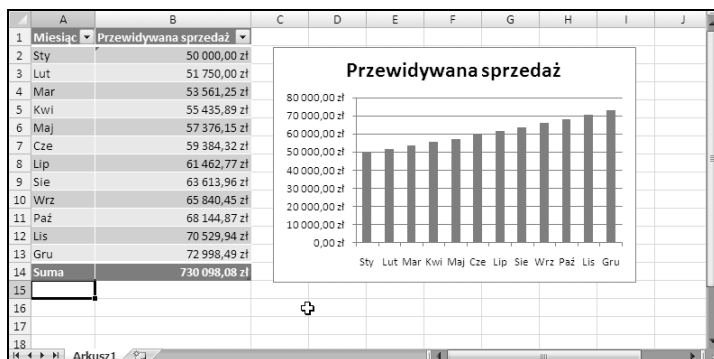 A B C D E F G H I J
1 Miesiąc Przewidywana sprzedaż
2 Sty 50 000,00 zł
3 Lut 51 750,00 zł
4 Mar 53 561,25 zł
5 Kwi 55 435,89 zł
6 Maj 57 376,15 zł
7 Cze 59 384,32 zł
8 Lip 61 462,77 zł
9 Sie 63 613,96 zł
10 Wrz 65 840,45 zł
11 Paź 68 144,87 zł
12 Lis 70 529,94 zł
13 Gru 72 998,49 zł
14 Suma 730 098,08 zł
15
16
17
18
Przewidywana sprzedaż
80 000,00 zł
70 000,00 zł
60 000,00 zł
50 000,00 zł
40 000,00 zł
30 000,00 zł
20 000,00 zł
10 000,00 zł
0,00 zł
Sty Lut Mar Kwi Maj Cze Lip Sie Wrz Paź Lis Gru
Arkusz1